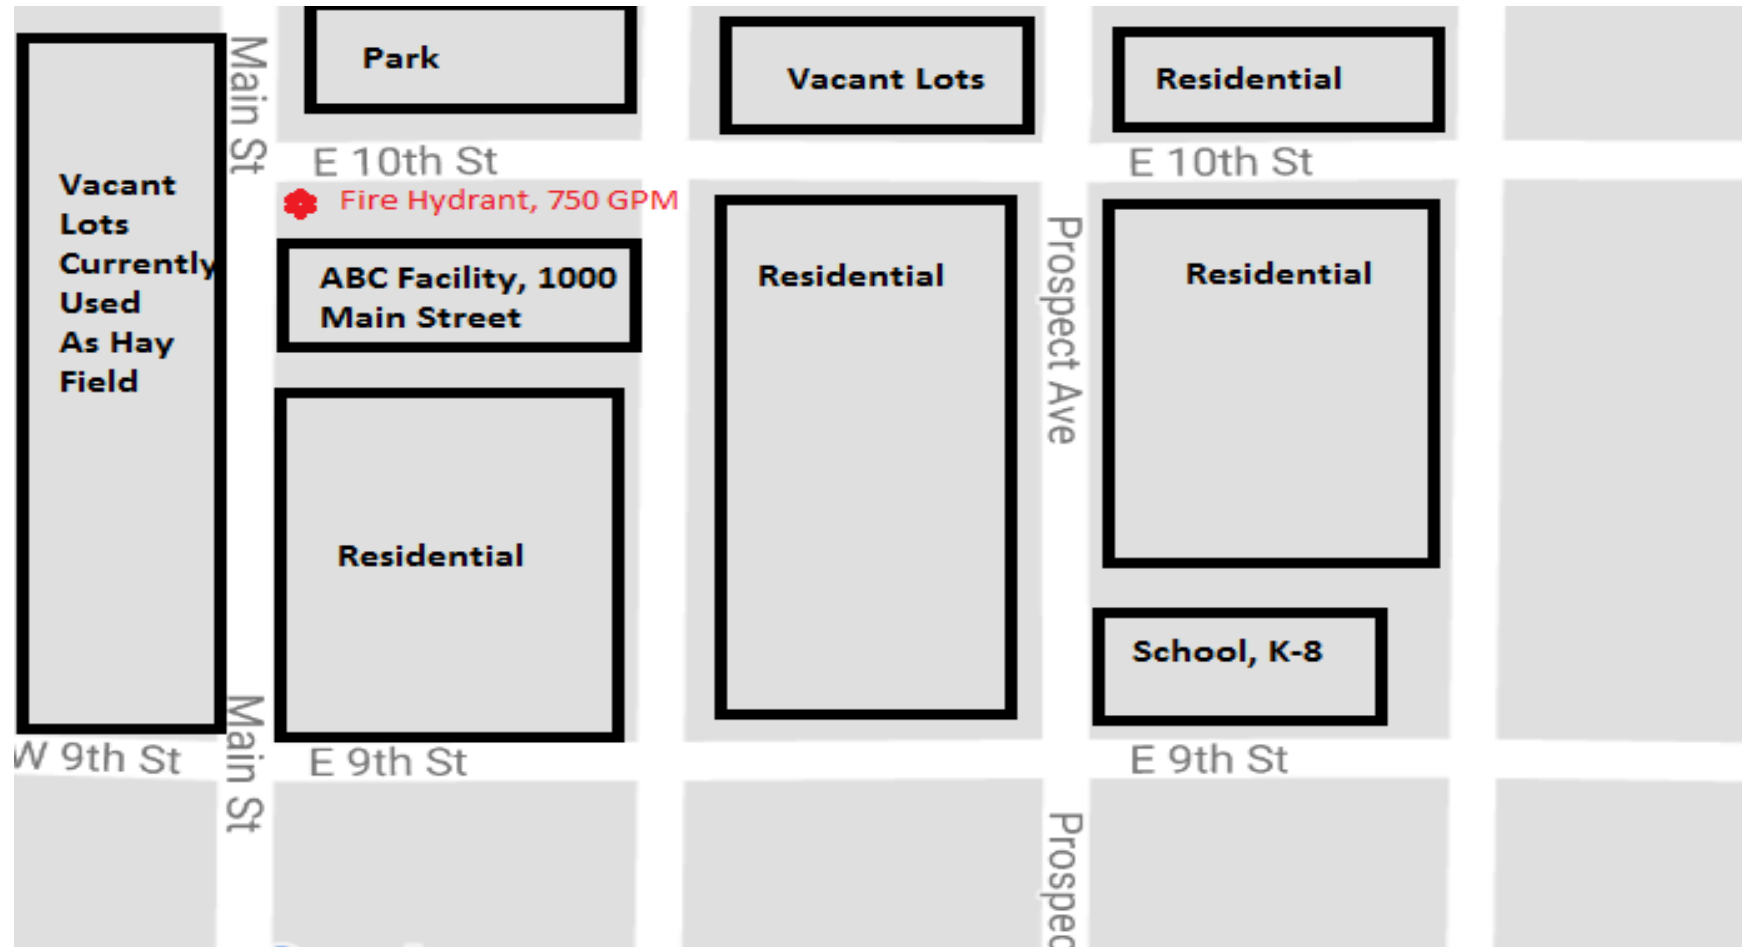 Main St
Park
Vacant Lots
Residential
E 10th St
E 10th St
Vacant
Lots
Currently
Used
As Hay
Field
Fire Hydrant, 750 GPM
ABC Facility, 1000
Main Street
Residential
Prospect Ave
Residential
Residential
School, K-8
Main St
W 9th St
E 9th St
E 9th St